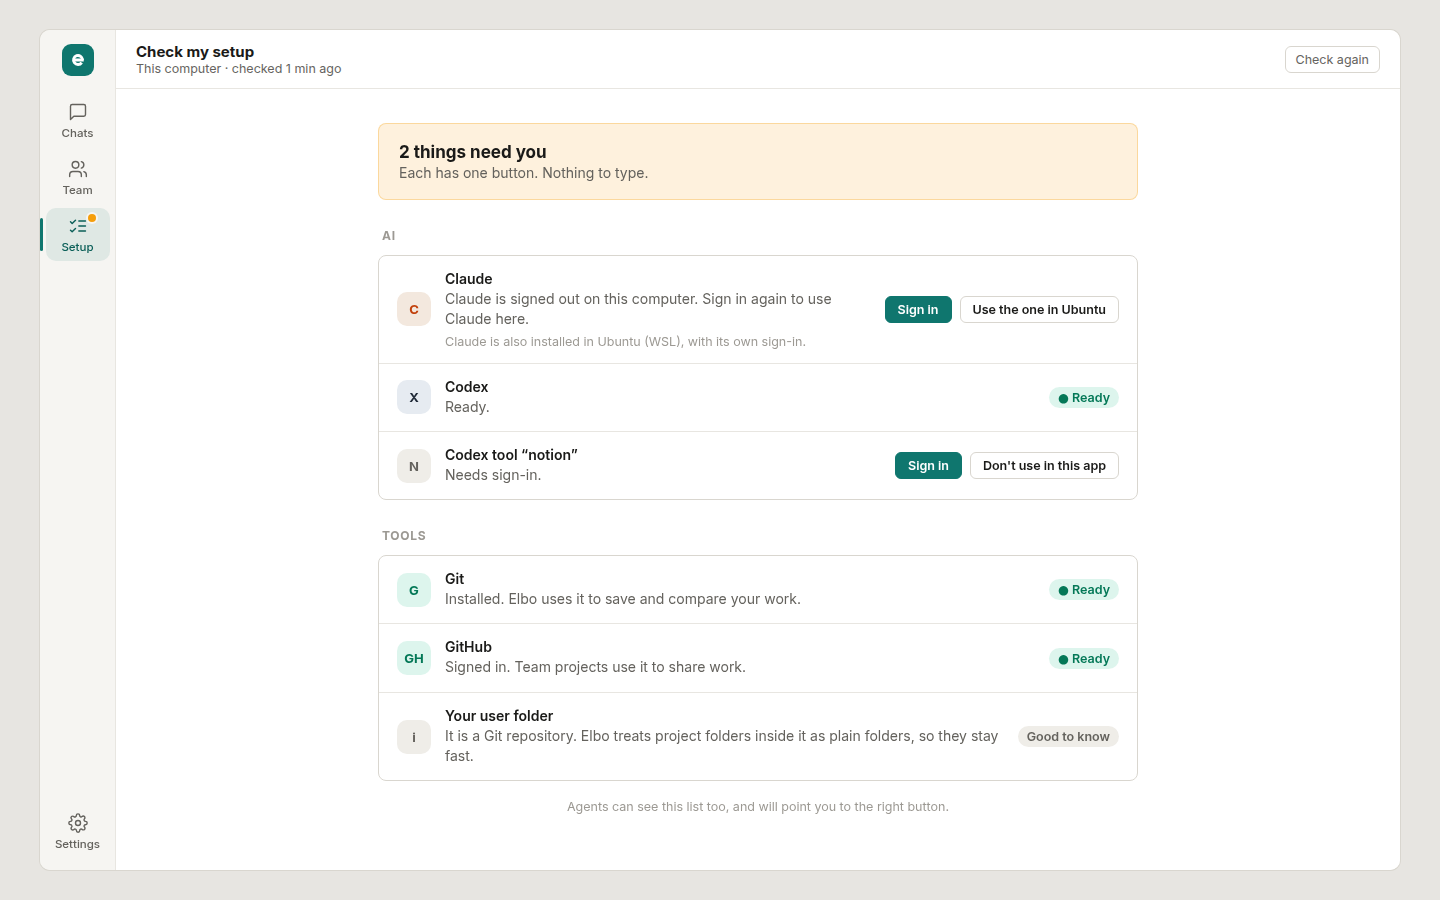 e
Check my setup
This computer · checked 1 min ago
Check again
Chats
Team
Setup
Settings
2 things need you
Each has one button. Nothing to type.
AI
C
Claude
Claude is signed out on this computer. Sign in again to use
Claude here.
Claude is also installed in Ubuntu (WSL), with its own sign-in.
Sign in
Use the one in Ubuntu
X
Codex
Ready.
Ready
N
Codex tool “notion”
Needs sign-in.
Sign in
Don't use in this app
TOOLS
G
Git
Installed. Elbo uses it to save and compare your work.
Ready
GH
GitHub
Signed in. Team projects use it to share work.
Ready
i
Your user folder
It is a Git repository. Elbo treats project folders inside it as plain folders, so they stay
fast.
Good to know
Agents can see this list too, and will point you to the right button.